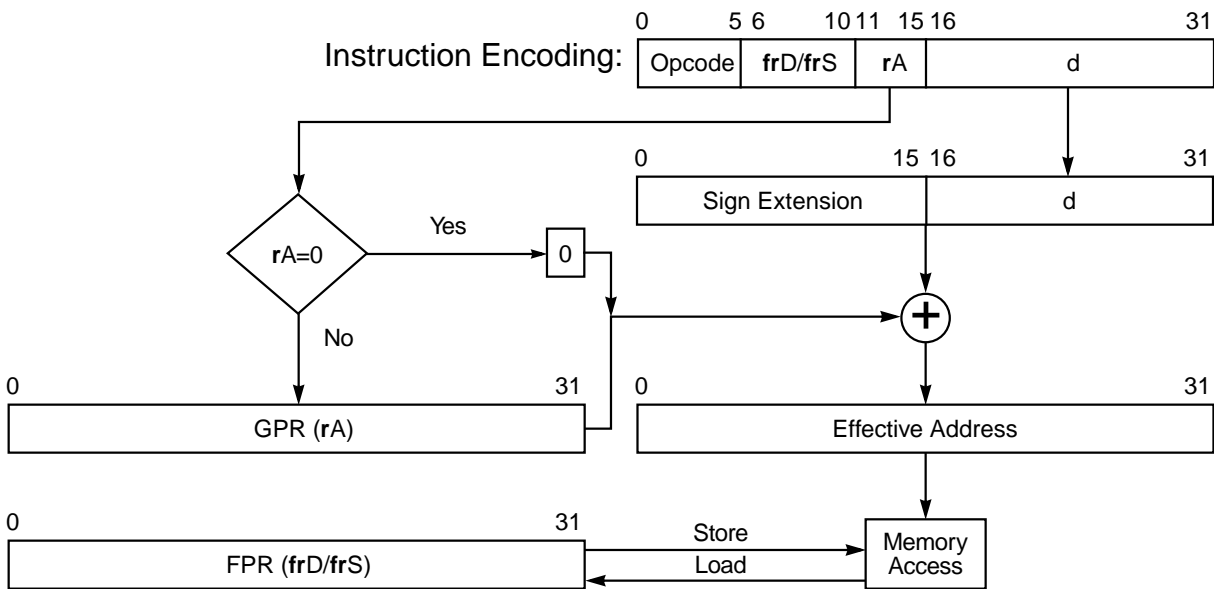 0 5 6 10 11 15 16 31
Instruction Encoding: Opcode frD/frS rA d
0 15 16 31
Sign Extension d
Yes
rA=0 0
+
No
0 31 0 31
GPR (rA) Effective Address
0 31
Store
FPR (frD/frS) Memory
Load Access